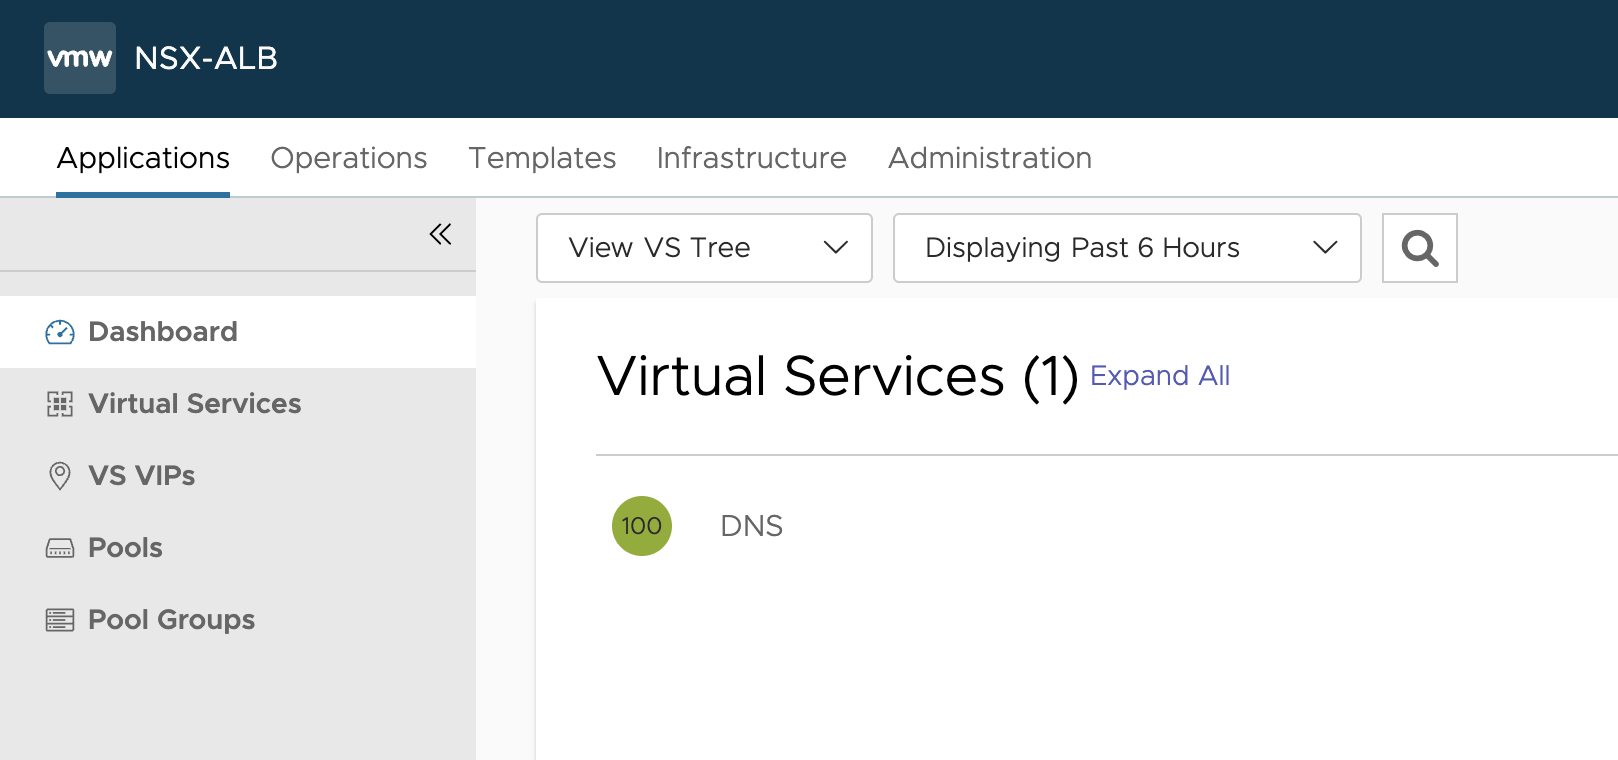 vmw NSX-ALB
Applications Operations Templates Infrastructure Administration
View VS Tree Displaying Past 6 Hours
Dashboard
Virtual Services
VS VIPs
Pools
Pool Groups
Virtual Services (1) Expand All
100 DNS